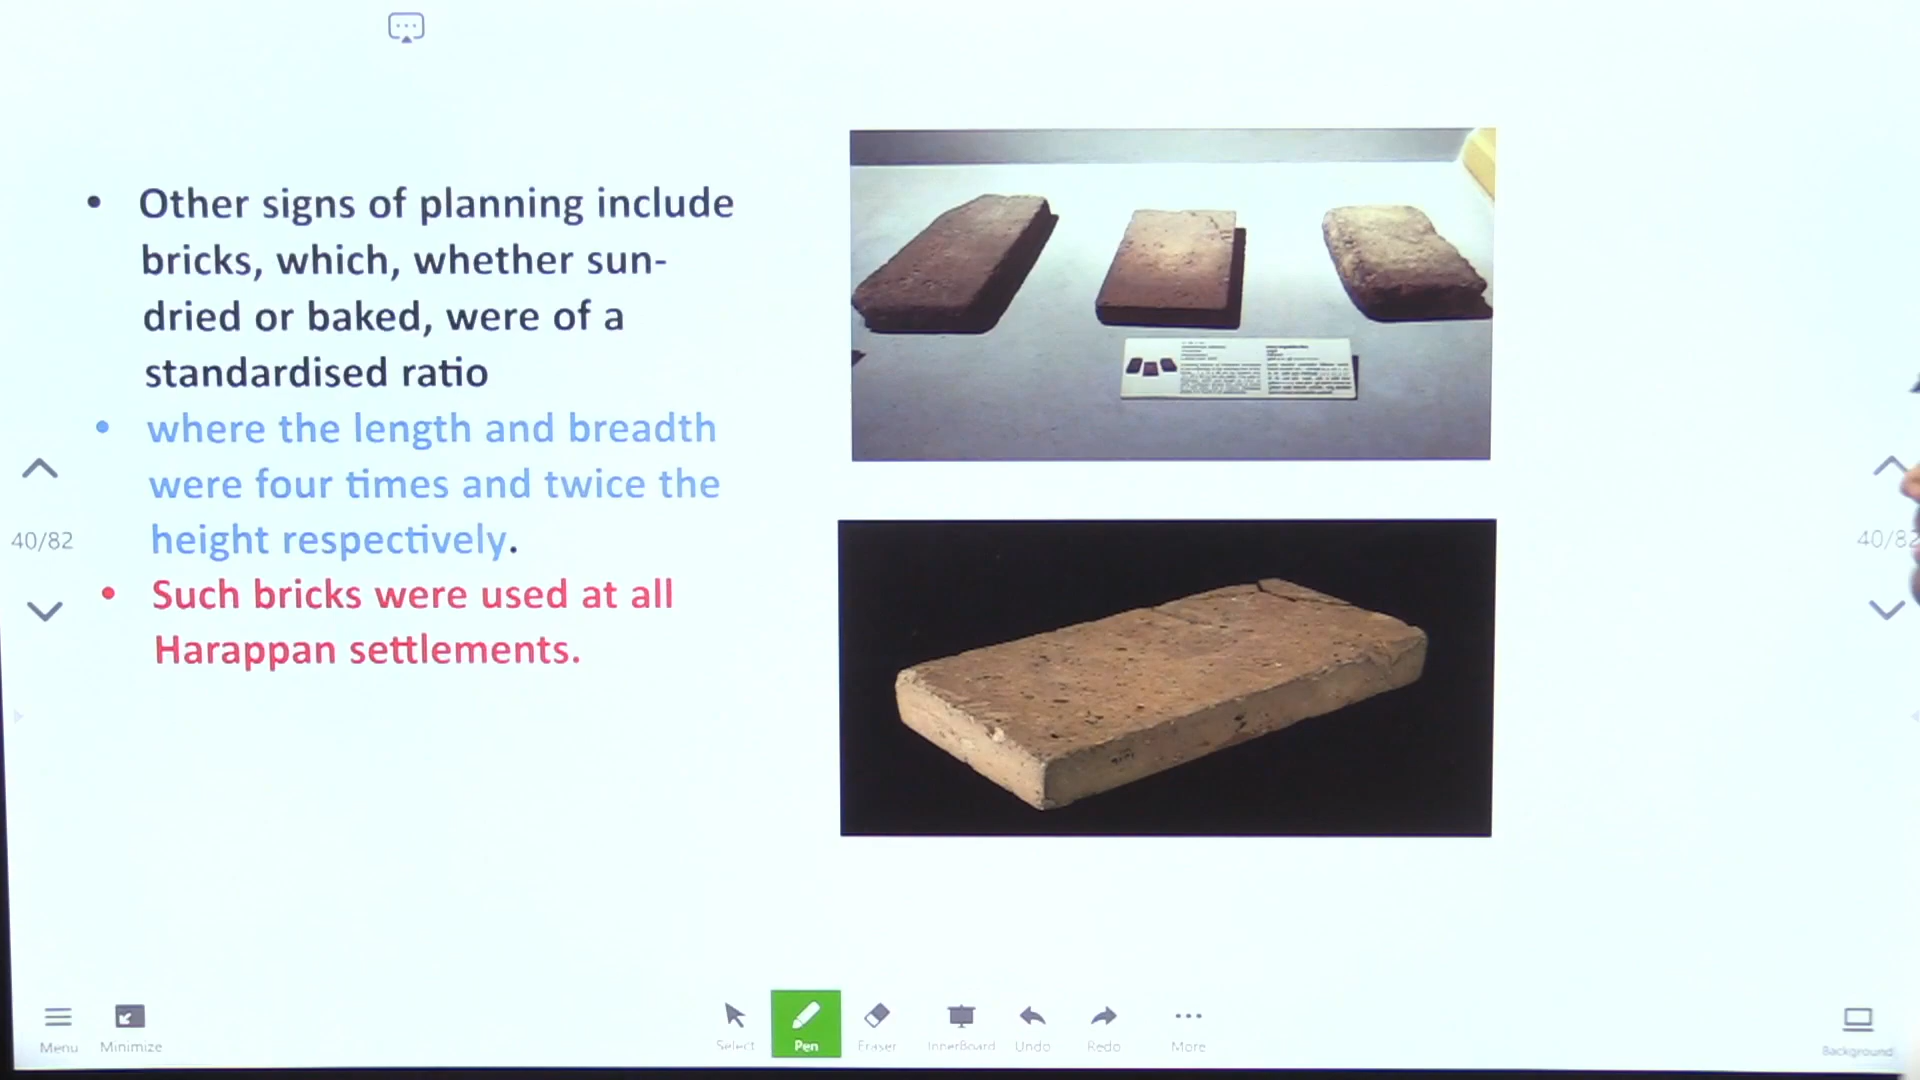 • Other signs of planning include
bricks, which, whether sun-
dried or baked, were of a
standardised ratio
• where the length and breadth
were four times and twice the
height respectively.
• Such bricks were used at all
Harappan settlements.
40/82
40/82
Menu
Minimize
Select
Pen
Eraser
InnerBoard
Undo
Redo
More
Background